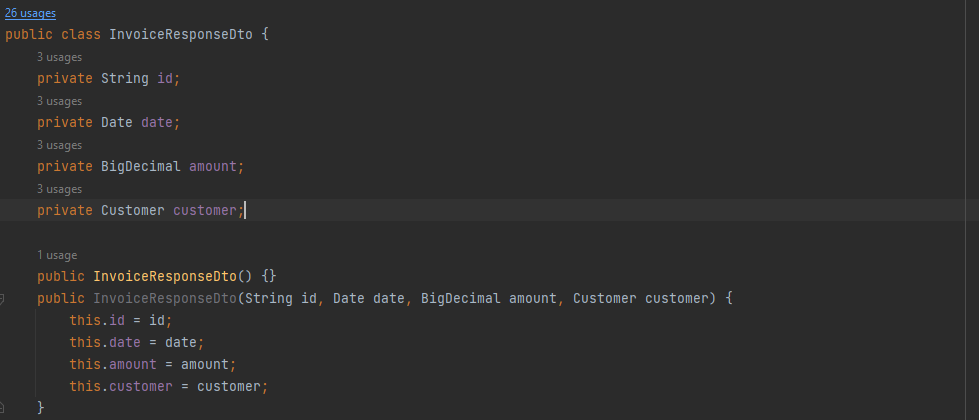 26 usages
public class InvoiceResponseDto {
3 usages
private String id;
3 usages
private Date date;
3 usages
private BigDecimal amount;
3 usages
private Customer customer;
1 usage
public InvoiceResponseDto() {}
public InvoiceResponseDto(String id, Date date, BigDecimal amount, Customer customer) {
this.id = id;
this.date = date;
this.amount = amount;
this.customer = customer;
}